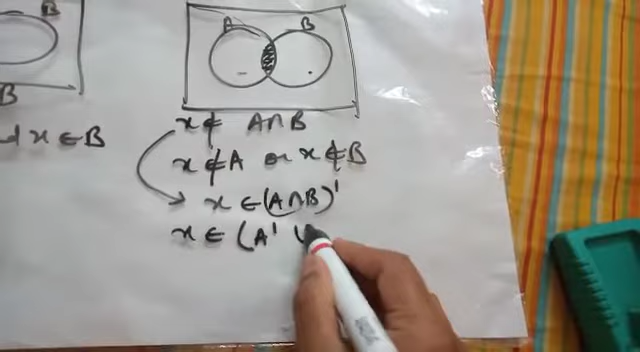 B
A B
B
x ∉ A∩B
x ∈ B
x ∉ A or x ∉ B
x ∈ (A∩B)'
x ∈ (A' ∪